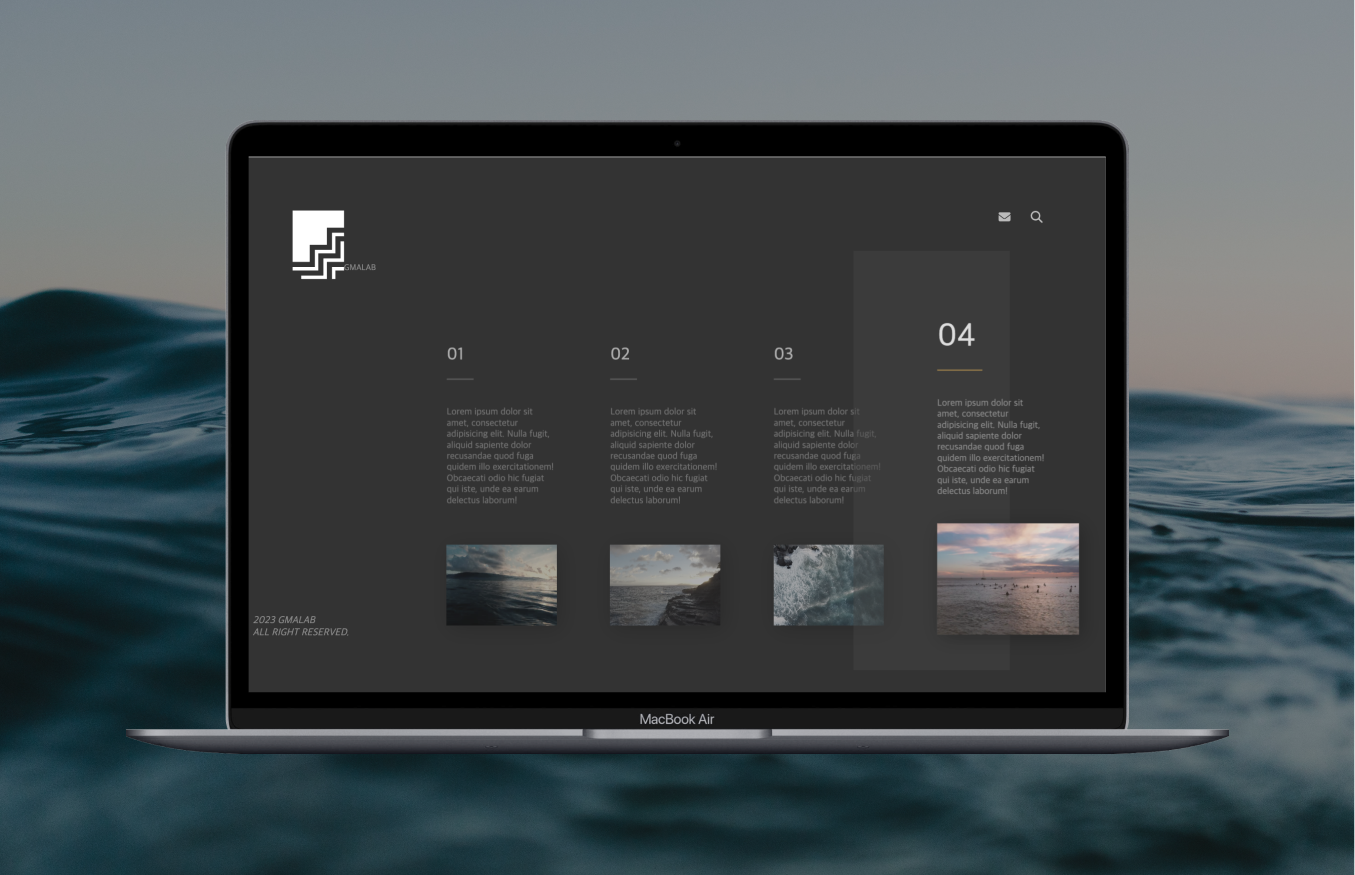 GMALAB
01
Lorem ipsum dolor sit
amet, consectetur
adipisicing elit. Nulla fugit,
aliquid sapiente dolor
recusandae quod fuga
quidem illo exercitationem!
Obcaecati odio hic fugiat
qui iste, unde ea earum
delectus laborum!
02
Lorem ipsum dolor sit
amet, consectetur
adipisicing elit. Nulla fugit,
aliquid sapiente dolor
recusandae quod fuga
quidem illo exercitationem!
Obcaecati odio hic fugiat
qui iste, unde ea earum
delectus laborum!
03
Lorem ipsum dolor sit
amet, consectetur
adipisicing elit. Nulla fugit,
aliquid sapiente dolor
recusandae quod fuga
quidem illo exercitationem!
Obcaecati odio hic fugiat
qui iste, unde ea earum
delectus laborum!
04
Lorem ipsum dolor sit
amet, consectetur
adipisicing elit. Nulla fugit,
aliquid sapiente dolor
recusandae quod fuga
quidem illo exercitationem!
Obcaecati odio hic fugiat
qui iste, unde ea earum
delectus laborum!
2023 GMALAB
ALL RIGHT RESERVED.
MacBook Air